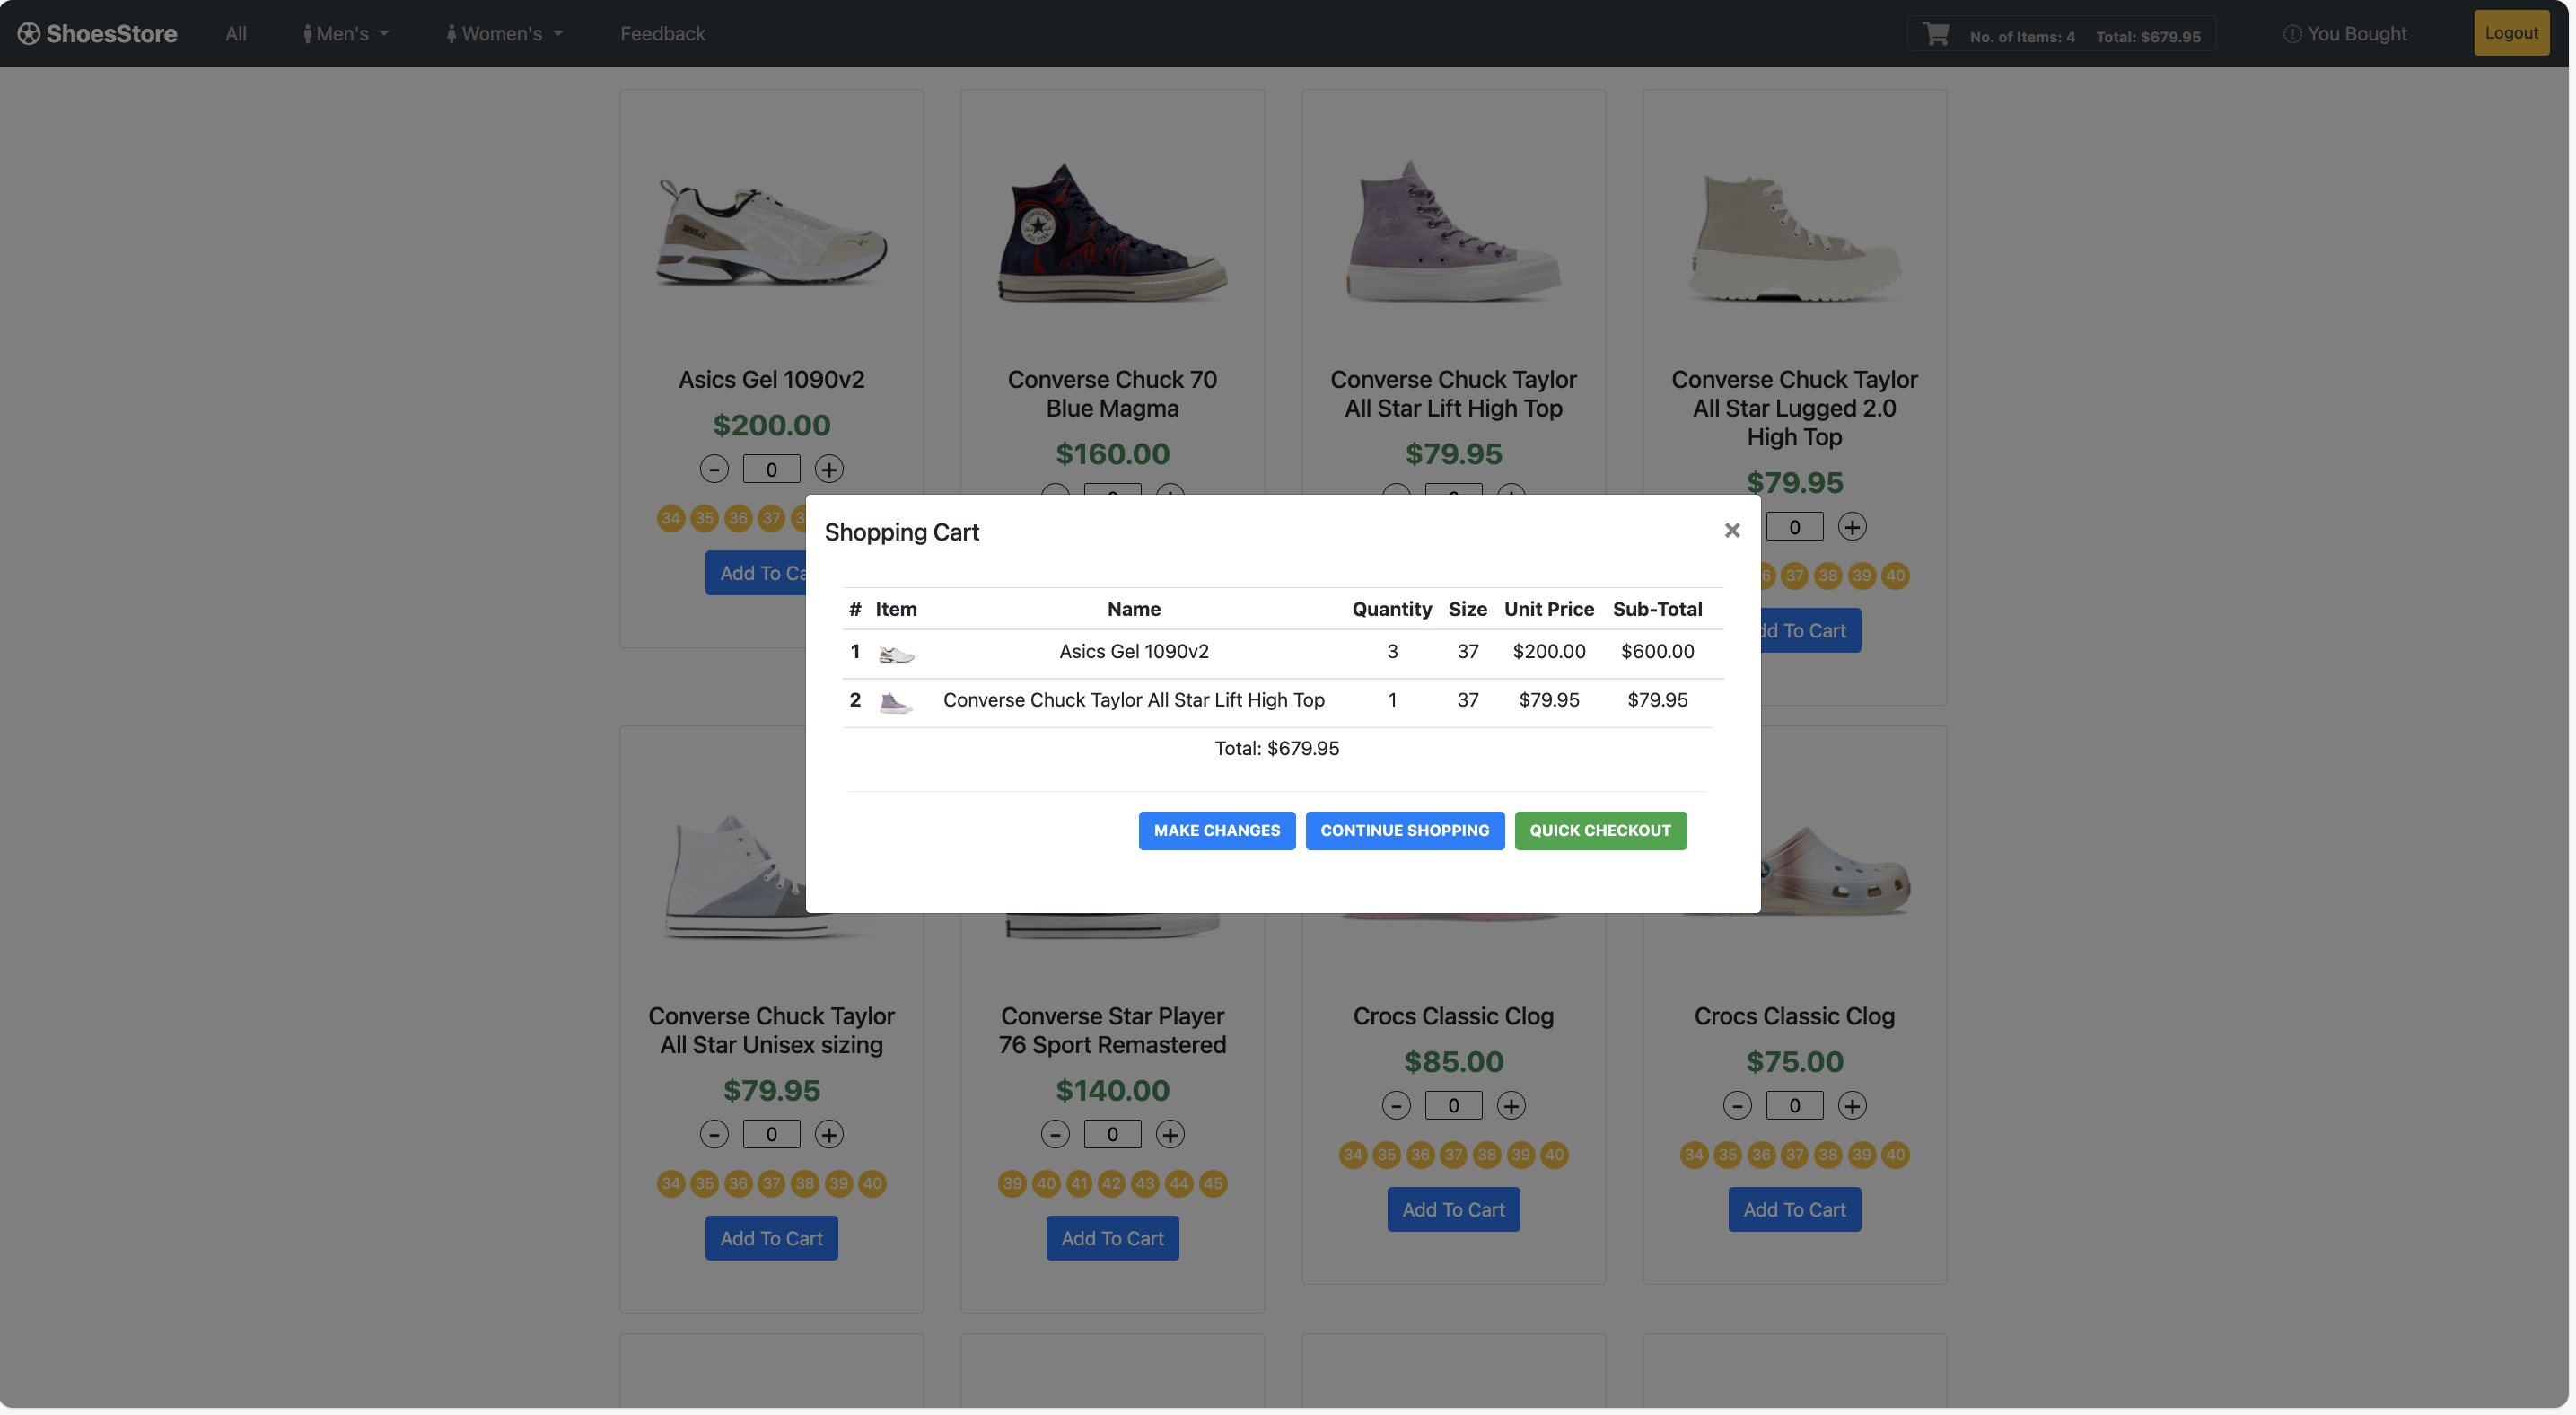 ShoesStore All Men's Women's Feedback No. of Items: 4 Total: $679.95 You Bought Logout
1090v2
CONVERSE
ALL STAR
Asics Gel 1090v2
$200.00
- 0 +
34 35 36 37
Add To Ca
Converse Chuck 70
Blue Magma
$160.00
Converse Chuck Taylor
All Star Lift High Top
$79.95
Converse Chuck Taylor
All Star Lugged 2.0
High Top
$79.95
0 +
6 37 38 39 40
dd To Cart
Shopping Cart ×
# Item Name Quantity Size Unit Price Sub-Total
1 Asics Gel 1090v2 3 37 $200.00 $600.00
2 Converse Chuck Taylor All Star Lift High Top 1 37 $79.95 $79.95
Total: $679.95
MAKE CHANGES CONTINUE SHOPPING QUICK CHECKOUT
Converse Chuck Taylor
All Star Unisex sizing
$79.95
- 0 +
34 35 36 37 38 39 40
Add To Cart
Converse Star Player
76 Sport Remastered
$140.00
- 0 +
39 40 41 42 43 44 45
Add To Cart
Crocs Classic Clog
$85.00
- 0 +
34 35 36 37 38 39 40
Add To Cart
Crocs Classic Clog
$75.00
- 0 +
34 35 36 37 38 39 40
Add To Cart